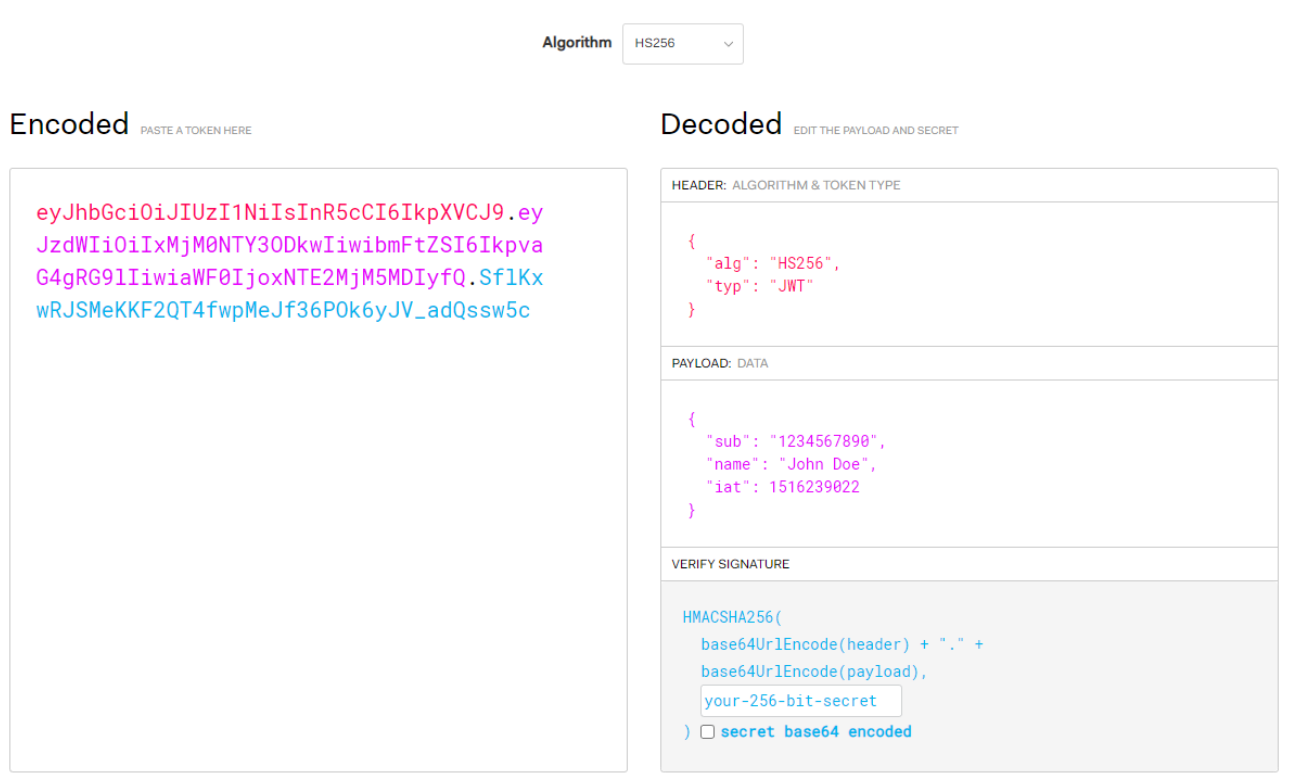 Algorithm HS256
Encoded PASTE A TOKEN HERE
eyJhbGciOiJIUzI1NiIsInR5cCI6IkpXVCJ9.ey
JzdWIiOiIxMjM0NTY3ODkwIiwibmFtZSI6Ikpva
G4gRG9lIiwiaWF0IjoxNTE2MjM5MDIyfQ.SflKx
wRJSMeKKF2QT4fwpMeJf36POk6yJV_adQssw5c
Decoded EDIT THE PAYLOAD AND SECRET
HEADER: ALGORITHM & TOKEN TYPE
{
"alg": "HS256",
"typ": "JWT"
}
PAYLOAD: DATA
{
"sub": "1234567890",
"name": "John Doe",
"iat": 1516239022
}
VERIFY SIGNATURE
HMACSHA256(
base64UrlEncode(header) + "." +
base64UrlEncode(payload),
your-256-bit-secret
) secret base64 encoded